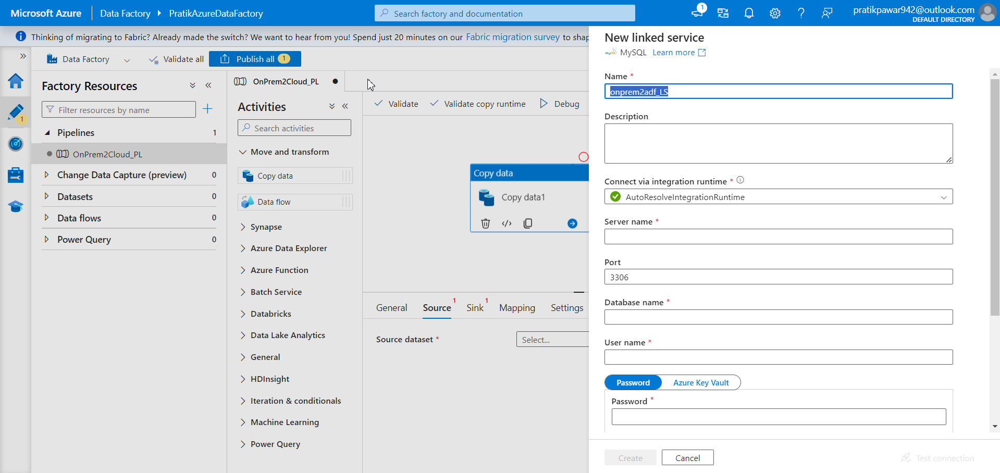 Microsoft Azure
Data Factory
PratikAzureDataFactory
Search factory and documentation
1
pratikpawar942@outlook.com
DEFAULT DIRECTORY
Thinking of migrating to Fabric? Already made the switch? We want to hear from you! Spend just 20 minutes on our Fabric migration survey to shap
Data Factory
Validate all
Publish all 1
1
Factory Resources
Filter resources by name
Pipelines 1
OnPrem2Cloud_PL
Change Data Capture (preview) 0
Datasets 0
Data flows 0
Power Query 0
OnPrem2Cloud_PL
Activities
Search activities
Move and transform
Copy data
Data flow
Synapse
Azure Data Explorer
Azure Function
Batch Service
Databricks
Data Lake Analytics
General
HDInsight
Iteration & conditionals
Machine Learning
Power Query
Validate
Validate copy runtime
Debug
Copy data
Copy data1
General
Source 1
Sink 1
Mapping
Settings
Source dataset *
Select...
New linked service
MySQL MySQL Learn more
Name *
onprem2adf_LS
Description
Connect via integration runtime *
AutoResolveIntegrationRuntime
Server name *
Port
3306
Database name *
User name *
Password
Azure Key Vault
Password *
Create
Cancel
Test connection